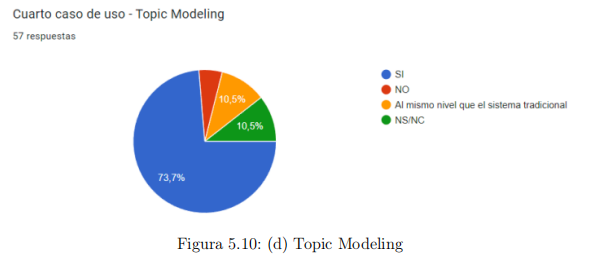 Cuarto caso de uso - Topic Modeling
57 respuestas
SI
NO
Al mismo nivel que el sistema tradicional
NS/NC
10,5%
10,5%
73,7%
Figura 5.10: (d) Topic Modeling